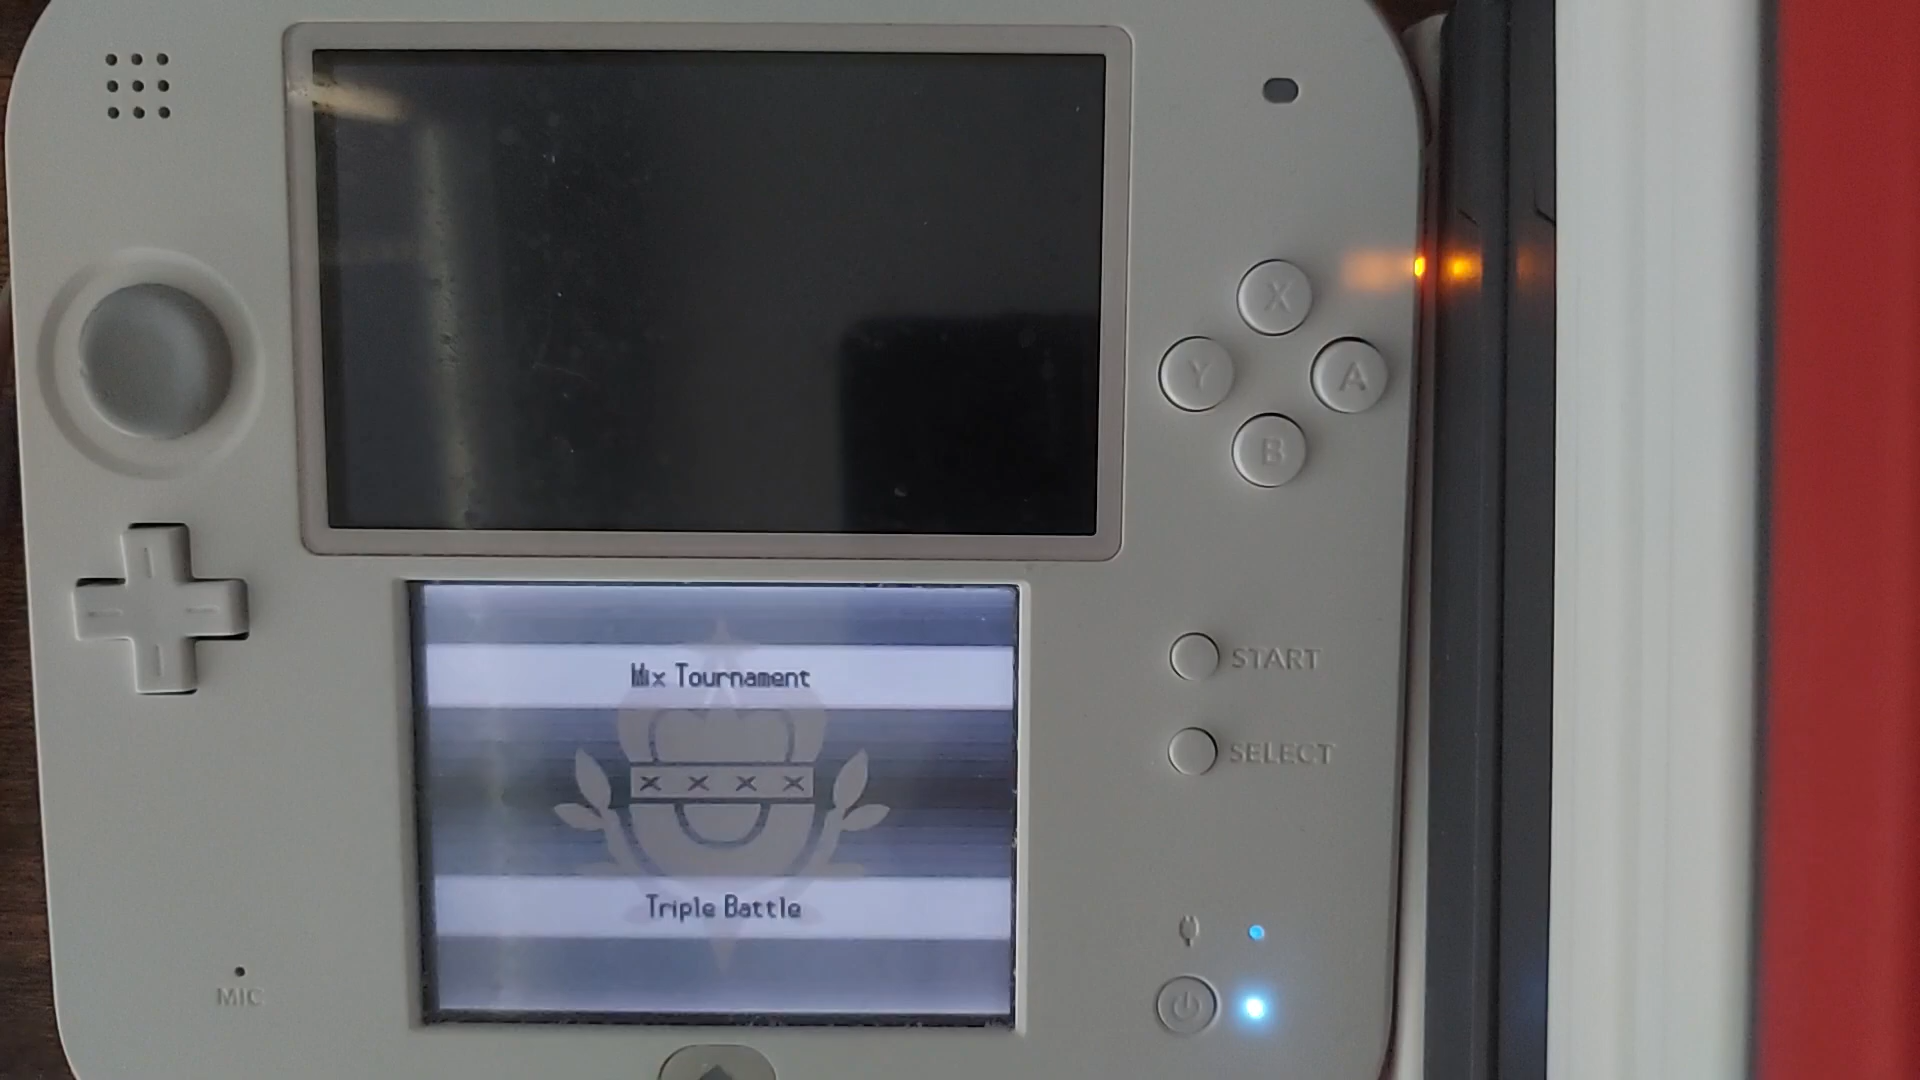 X
Y
A
B
START
SELECT
Mix Tournament
Triple Battle
MIC